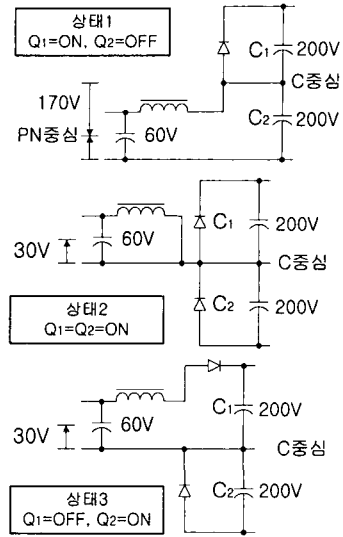 상태1
Q₁=ON, Q₂=OFF
C₁ 200V
C중심
170V
PN중심
60V
C₂ 200V
30V
60V
C₁ 200V
C중심
C₂ 200V
상태2
Q₁=Q₂=ON
30V
60V
C₁ 200V
C중심
C₂ 200V
상태3
Q₁=OFF, Q₂=ON